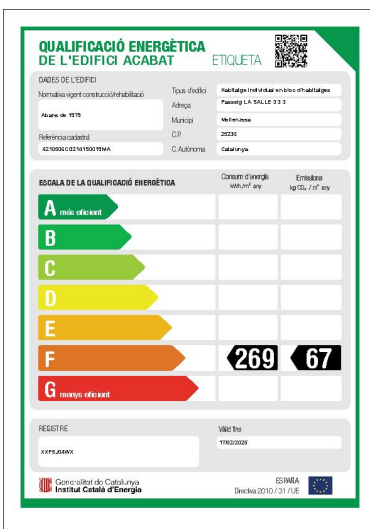 QUALIFICACIÓ ENERGÈTICA
DE L'EDIFICI ACABAT
ETIQUETA
DADES DE L'EDIFICI
Normativa vigent construcció/rehabilitació
Abans de 1979
Referència cadastral
Tipus d'edifici
Habitatge individual en bloc d'habitatges
Adreça
Passeig LA SALLE 3 3 3
Municipi
Mollerussa
C.P.
25230
C. Autònoma
Catalunya
ESCALA DE LA QUALIFICACIÓ ENERGÈTICA
Consum d'energia
kWh/m² any
Emissions
kg CO₂ / m² any
A més eficient
B
C
D
E
F
269
67
G menys eficient
REGISTRE
Vàlid fins
17/02/2026
Generalitat de Catalunya
Institut Català d'Energia
ESPAÑA
Directiva 2010 / 31 / UE